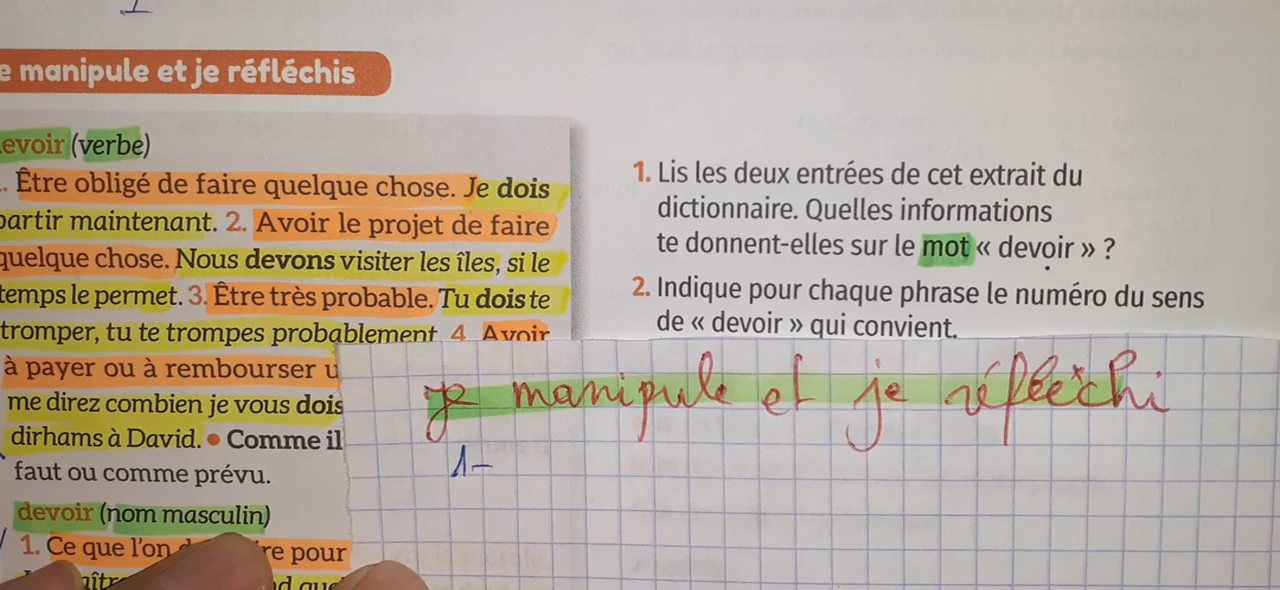 e manipule et je réfléchis
evoir (verbe)
. Être obligé de faire quelque chose. Je dois
partir maintenant. 2. Avoir le projet de faire
quelque chose. Nous devons visiter les îles, si le
temps le permet. 3. Être très probable. Tu dois te
tromper, tu te trompes probablement 4 Avoir
à payer ou à rembourser u
me direz combien je vous dois
dirhams à David. • Comme il
faut ou comme prévu.
devoir (nom masculin)
1. Ce que l'on re pour
1. Lis les deux entrées de cet extrait du
dictionnaire. Quelles informations
te donnent-elles sur le mot « devoir » ?
2. Indique pour chaque phrase le numéro du sens
de « devoir » qui convient.
je manipule et je réfléchi
1-